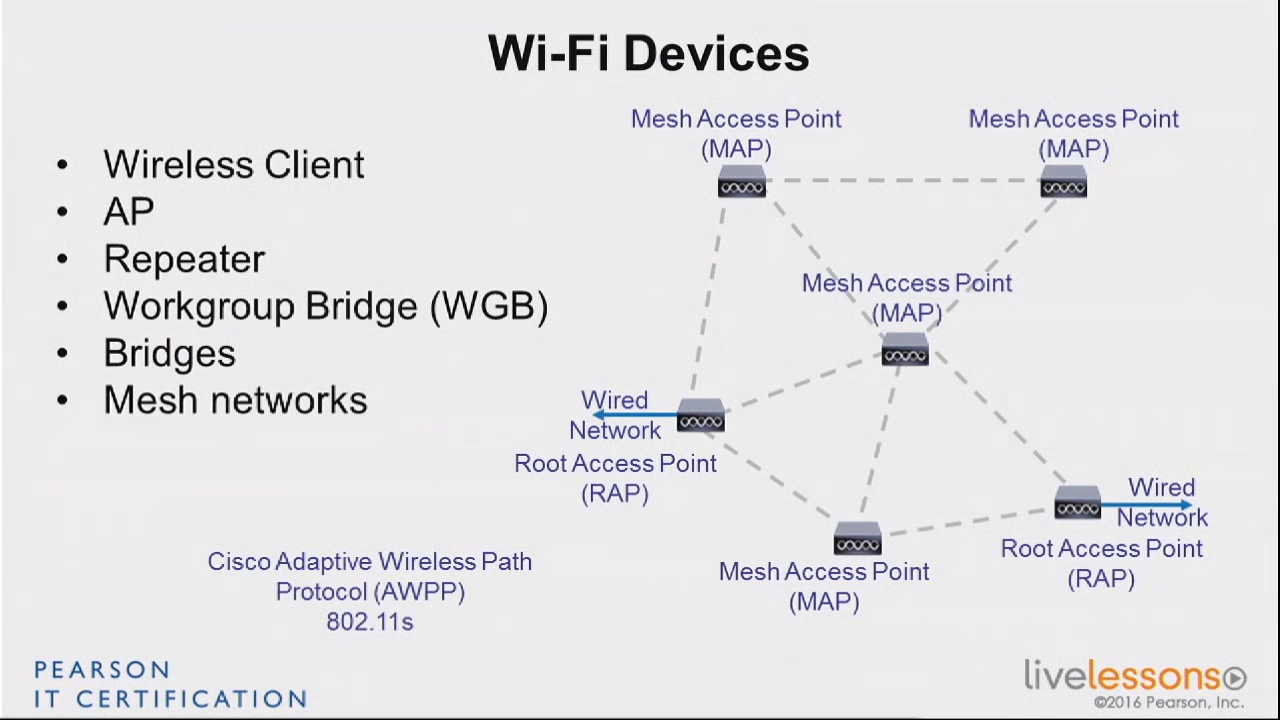 Wi-Fi Devices
• Wireless Client
• AP
• Repeater
• Workgroup Bridge (WGB)
• Bridges
• Mesh networks
Mesh Access Point
(MAP)
Mesh Access Point
(MAP)
Mesh Access Point
(MAP)
Wired
Network
Root Access Point
(RAP)
Wired
Network
Root Access Point
(RAP)
Mesh Access Point
(MAP)
Cisco Adaptive Wireless Path
Protocol (AWPP)
802.11s
PEARSON
IT CERTIFICATION
livelessons
©2016 Pearson, Inc.